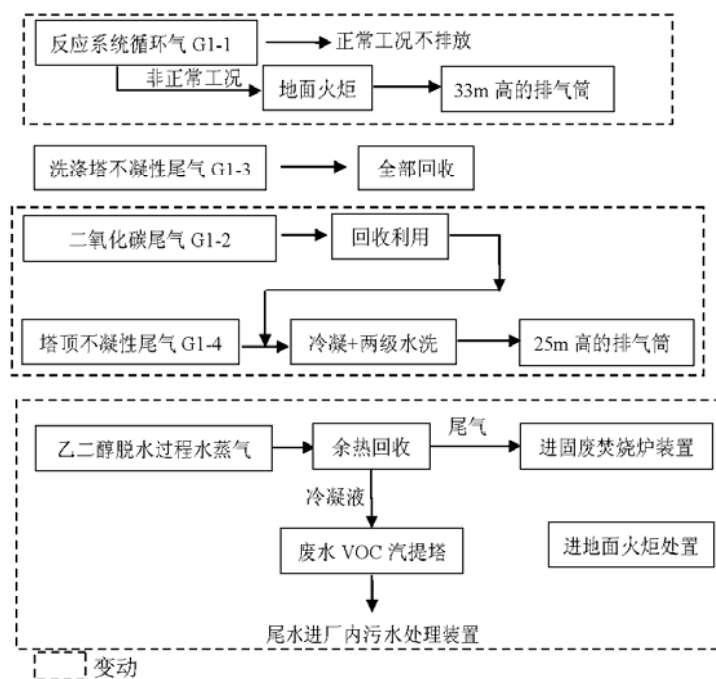 反应系统循环气 G1-1
正常工况不排放
非正常工况
地面火炬
33m 高的排气筒
洗涤塔不凝性尾气 G1-3
全部回收
二氧化碳尾气 G1-2
回收利用
塔顶不凝性尾气 G1-4
冷凝+两级水洗
25m 高的排气筒
乙二醇脱水过程水蒸气
余热回收
尾气
进固废焚烧炉装置
冷凝液
废水 VOC 汽提塔
进地面火炬处置
尾水进厂内污水处理装置
变动